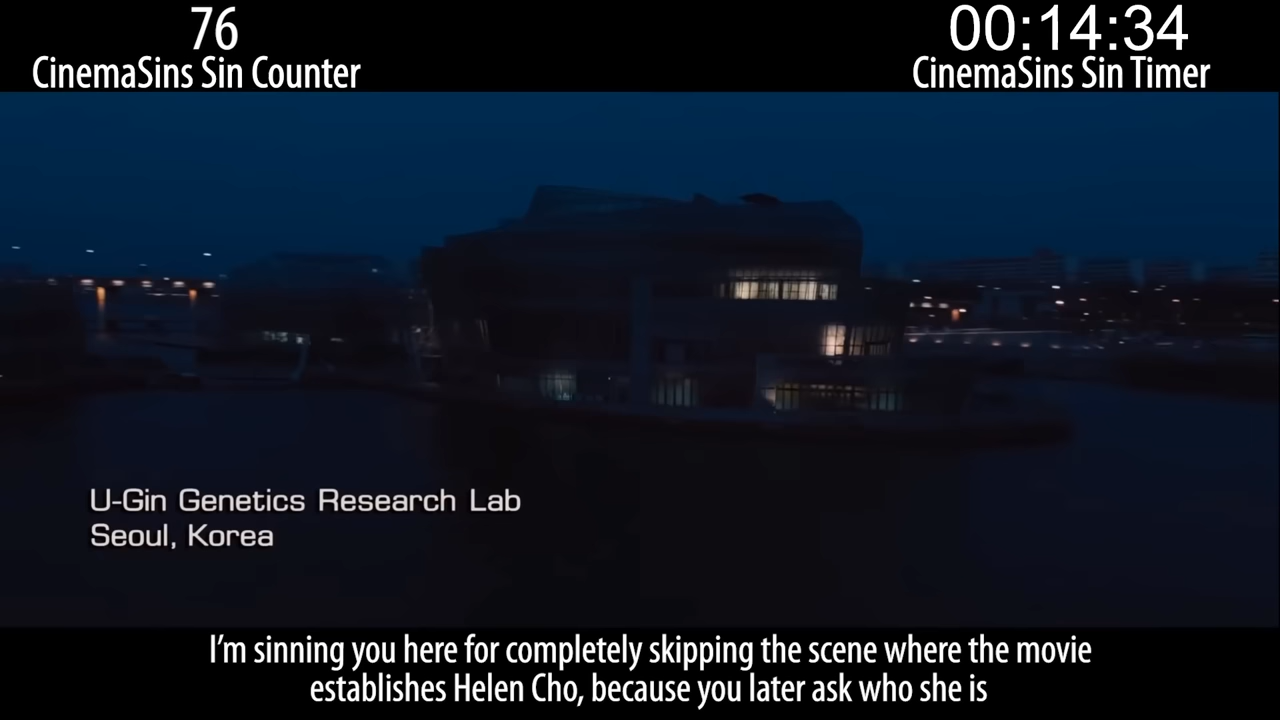 76
CinemaSins Sin Counter
00:14:34
CinemaSins Sin Timer
U-Gin Genetics Research Lab
Seoul, Korea
I'm sinning you here for completely skipping the scene where the movie
establishes Helen Cho, because you later ask who she is